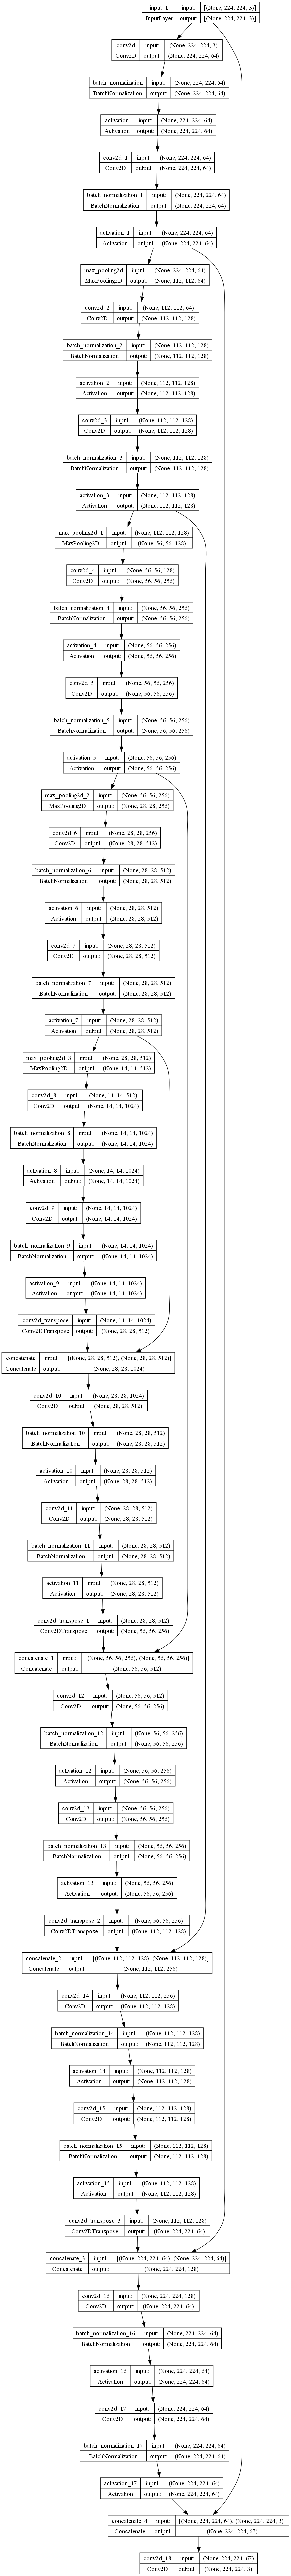 input_1 input: [(None, 224, 224, 3)]
InputLayer output: [(None, 224, 224, 3)]
conv2d input: (None, 224, 224, 3)
Conv2D output: (None, 224, 224, 64)
batch_normalization input: (None, 224, 224, 64)
BatchNormalization output: (None, 224, 224, 64)
activation input: (None, 224, 224, 64)
Activation output: (None, 224, 224, 64)
conv2d_1 input: (None, 224, 224, 64)
Conv2D output: (None, 224, 224, 64)
batch_normalization_1 input: (None, 224, 224, 64)
BatchNormalization output: (None, 224, 224, 64)
activation_1 input: (None, 224, 224, 64)
Activation output: (None, 224, 224, 64)
max_pooling2d input: (None, 224, 224, 64)
MaxPooling2D output: (None, 112, 112, 64)
conv2d_2 input: (None, 112, 112, 64)
Conv2D output: (None, 112, 112, 128)
batch_normalization_2 input: (None, 112, 112, 128)
BatchNormalization output: (None, 112, 112, 128)
activation_2 input: (None, 112, 112, 128)
Activation output: (None, 112, 112, 128)
conv2d_3 input: (None, 112, 112, 128)
Conv2D output: (None, 112, 112, 128)
batch_normalization_3 input: (None, 112, 112, 128)
BatchNormalization output: (None, 112, 112, 128)
activation_3 input: (None, 112, 112, 128)
Activation output: (None, 112, 112, 128)
max_pooling2d_1 input: (None, 112, 112, 128)
MaxPooling2D output: (None, 56, 56, 128)
conv2d_4 input: (None, 56, 56, 128)
Conv2D output: (None, 56, 56, 256)
batch_normalization_4 input: (None, 56, 56, 256)
BatchNormalization output: (None, 56, 56, 256)
activation_4 input: (None, 56, 56, 256)
Activation output: (None, 56, 56, 256)
conv2d_5 input: (None, 56, 56, 256)
Conv2D output: (None, 56, 56, 256)
batch_normalization_5 input: (None, 56, 56, 256)
BatchNormalization output: (None, 56, 56, 256)
activation_5 input: (None, 56, 56, 256)
Activation output: (None, 56, 56, 256)
max_pooling2d_2 input: (None, 56, 56, 256)
MaxPooling2D output: (None, 28, 28, 256)
conv2d_6 input: (None, 28, 28, 256)
Conv2D output: (None, 28, 28, 512)
batch_normalization_6 input: (None, 28, 28, 512)
BatchNormalization output: (None, 28, 28, 512)
activation_6 input: (None, 28, 28, 512)
Activation output: (None, 28, 28, 512)
conv2d_7 input: (None, 28, 28, 512)
Conv2D output: (None, 28, 28, 512)
batch_normalization_7 input: (None, 28, 28, 512)
BatchNormalization output: (None, 28, 28, 512)
activation_7 input: (None, 28, 28, 512)
Activation output: (None, 28, 28, 512)
max_pooling2d_3 input: (None, 28, 28, 512)
MaxPooling2D output: (None, 14, 14, 512)
conv2d_8 input: (None, 14, 14, 512)
Conv2D output: (None, 14, 14, 1024)
batch_normalization_8 input: (None, 14, 14, 1024)
BatchNormalization output: (None, 14, 14, 1024)
activation_8 input: (None, 14, 14, 1024)
Activation output: (None, 14, 14, 1024)
conv2d_9 input: (None, 14, 14, 1024)
Conv2D output: (None, 14, 14, 1024)
batch_normalization_9 input: (None, 14, 14, 1024)
BatchNormalization output: (None, 14, 14, 1024)
activation_9 input: (None, 14, 14, 1024)
Activation output: (None, 14, 14, 1024)
conv2d_transpose input: (None, 14, 14, 1024)
Conv2DTranspose output: (None, 28, 28, 512)
concatenate input: [(None, 28, 28, 512), (None, 28, 28, 512)]
Concatenate output: (None, 28, 28, 1024)
conv2d_10 input: (None, 28, 28, 1024)
Conv2D output: (None, 28, 28, 512)
batch_normalization_10 input: (None, 28, 28, 512)
BatchNormalization output: (None, 28, 28, 512)
activation_10 input: (None, 28, 28, 512)
Activation output: (None, 28, 28, 512)
conv2d_11 input: (None, 28, 28, 512)
Conv2D output: (None, 28, 28, 512)
batch_normalization_11 input: (None, 28, 28, 512)
BatchNormalization output: (None, 28, 28, 512)
activation_11 input: (None, 28, 28, 512)
Activation output: (None, 28, 28, 512)
conv2d_transpose_1 input: (None, 28, 28, 512)
Conv2DTranspose output: (None, 56, 56, 256)
concatenate_1 input: [(None, 56, 56, 256), (None, 56, 56, 256)]
Concatenate output: (None, 56, 56, 512)
conv2d_12 input: (None, 56, 56, 512)
Conv2D output: (None, 56, 56, 256)
batch_normalization_12 input: (None, 56, 56, 256)
BatchNormalization output: (None, 56, 56, 256)
activation_12 input: (None, 56, 56, 256)
Activation output: (None, 56, 56, 256)
conv2d_13 input: (None, 56, 56, 256)
Conv2D output: (None, 56, 56, 256)
batch_normalization_13 input: (None, 56, 56, 256)
BatchNormalization output: (None, 56, 56, 256)
activation_13 input: (None, 56, 56, 256)
Activation output: (None, 56, 56, 256)
conv2d_transpose_2 input: (None, 56, 56, 256)
Conv2DTranspose output: (None, 112, 112, 128)
concatenate_2 input: [(None, 112, 112, 128), (None, 112, 112, 128)]
Concatenate output: (None, 112, 112, 256)
conv2d_14 input: (None, 112, 112, 256)
Conv2D output: (None, 112, 112, 128)
batch_normalization_14 input: (None, 112, 112, 128)
BatchNormalization output: (None, 112, 112, 128)
activation_14 input: (None, 112, 112, 128)
Activation output: (None, 112, 112, 128)
conv2d_15 input: (None, 112, 112, 128)
Conv2D output: (None, 112, 112, 128)
batch_normalization_15 input: (None, 112, 112, 128)
BatchNormalization output: (None, 112, 112, 128)
activation_15 input: (None, 112, 112, 128)
Activation output: (None, 112, 112, 128)
conv2d_transpose_3 input: (None, 112, 112, 128)
Conv2DTranspose output: (None, 224, 224, 64)
concatenate_3 input: [(None, 224, 224, 64), (None, 224, 224, 64)]
Concatenate output: (None, 224, 224, 128)
conv2d_16 input: (None, 224, 224, 128)
Conv2D output: (None, 224, 224, 64)
batch_normalization_16 input: (None, 224, 224, 64)
BatchNormalization output: (None, 224, 224, 64)
activation_16 input: (None, 224, 224, 64)
Activation output: (None, 224, 224, 64)
conv2d_17 input: (None, 224, 224, 64)
Conv2D output: (None, 224, 224, 64)
batch_normalization_17 input: (None, 224, 224, 64)
BatchNormalization output: (None, 224, 224, 64)
activation_17 input: (None, 224, 224, 64)
Activation output: (None, 224, 224, 64)
concatenate_4 input: [(None, 224, 224, 64), (None, 224, 224, 3)]
Concatenate output: (None, 224, 224, 67)
conv2d_18 input: (None, 224, 224, 67)
Conv2D output: (None, 224, 224, 3)